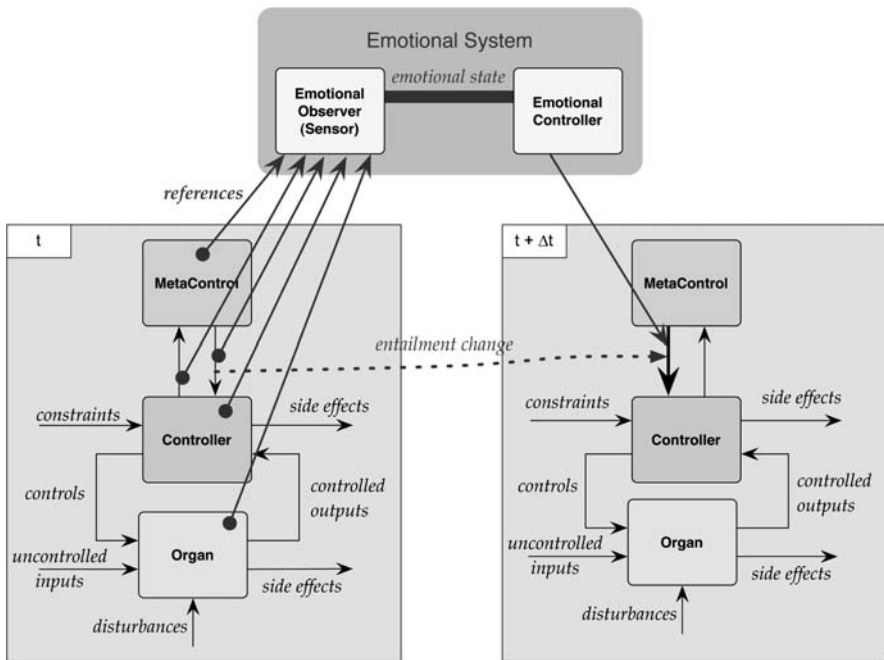 Emotional System
emotional state
Emotional
Observer
(Sensor)
Emotional
Controller
references
t
MetaControl
entailment change
constraints
side effects
Controller
controls
controlled
outputs
Organ
uncontrolled
inputs
side effects
disturbances
t + Δt
MetaControl
constraints
side effects
Controller
controls
controlled
outputs
Organ
uncontrolled
inputs
side effects
disturbances